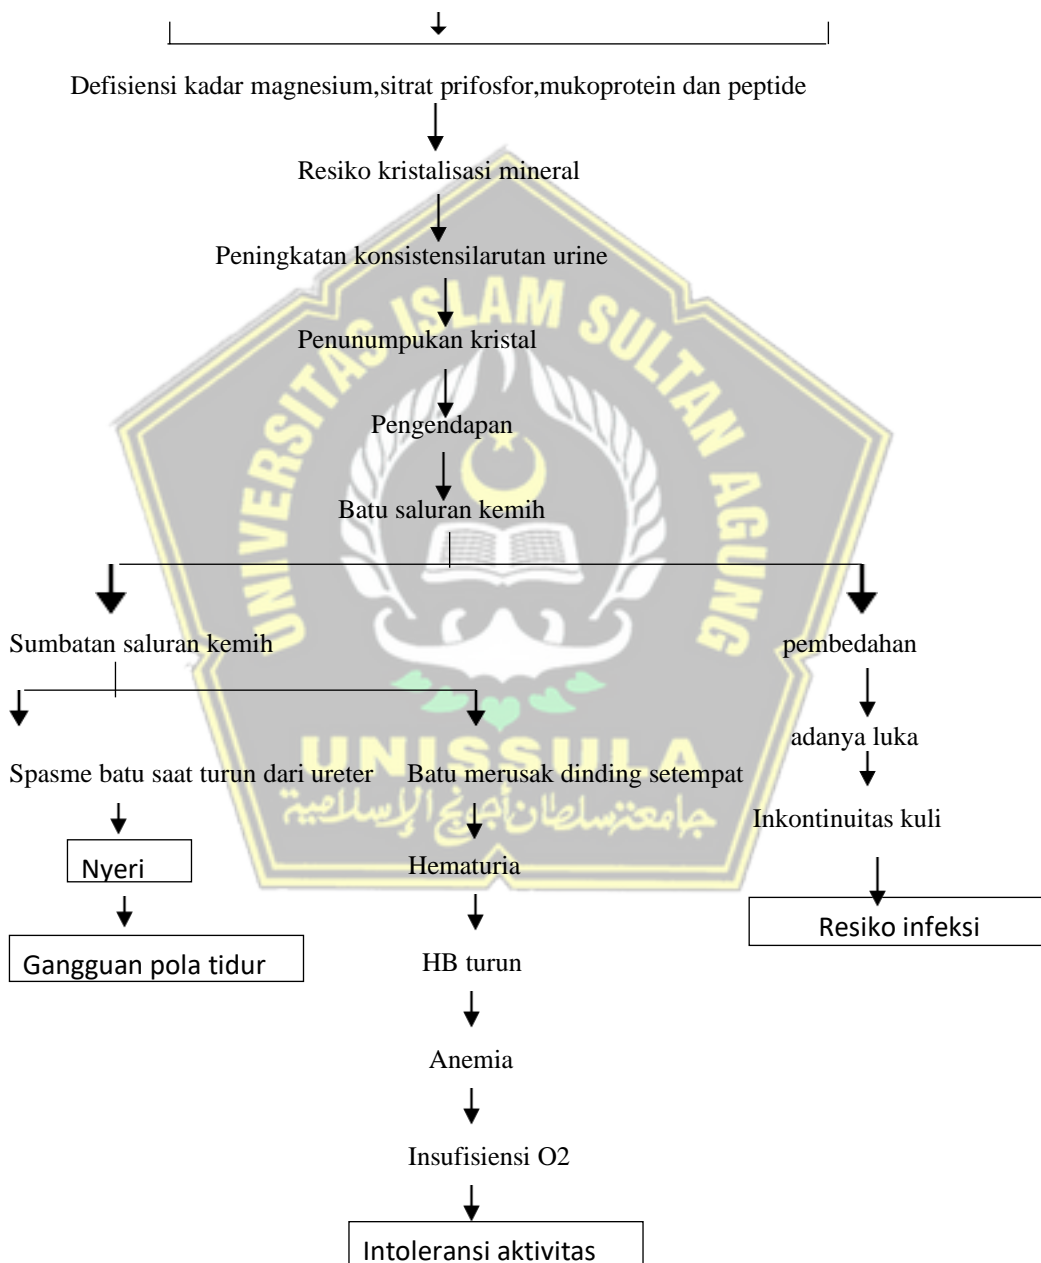 Defisiensi kadar magnesium,sitrat prifosfor,mukoprotein dan peptide
Resiko kristalisasi mineral
Peningkatan konsistensilarutan urine
Penunumpukan kristal
Pengendapan
Batu saluran kemih
Sumbatan saluran kemih
pembedahan
adanya luka
Spasme batu saat turun dari ureter
Batu merusak dinding setempat
Inkontinuitas kuli
Nyeri
Hematuria
Resiko infeksi
Gangguan pola tidur
HB turun
Anemia
Insufisiensi O2
Intoleransi aktivitas
UNIVERSITAS ISLAM SULTAN AGUNG
UNISSULA
جامعة سلطان أجونج الإسلامية